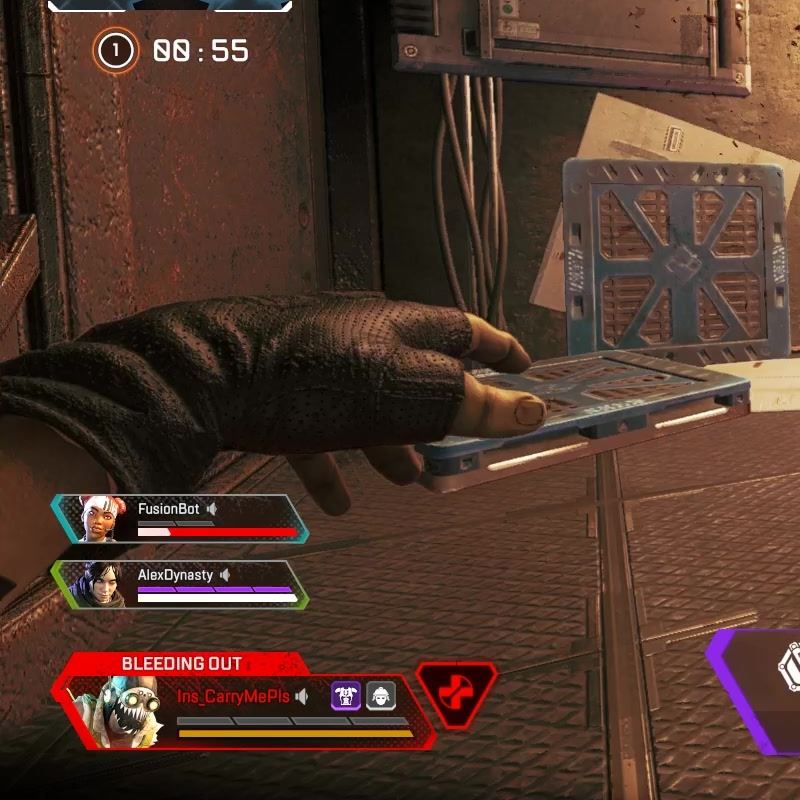 1 00:55
FusionBot
AlexDynasty
BLEEDING OUT
Ins_CarryMePls